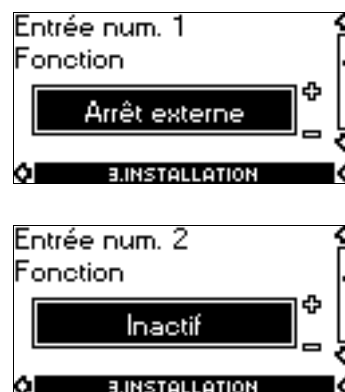 Entrée num. 1
Fonction
Arrêt externe
3.INSTALLATION
Entrée num. 2
Fonction
Inactif
3.INSTALLATION